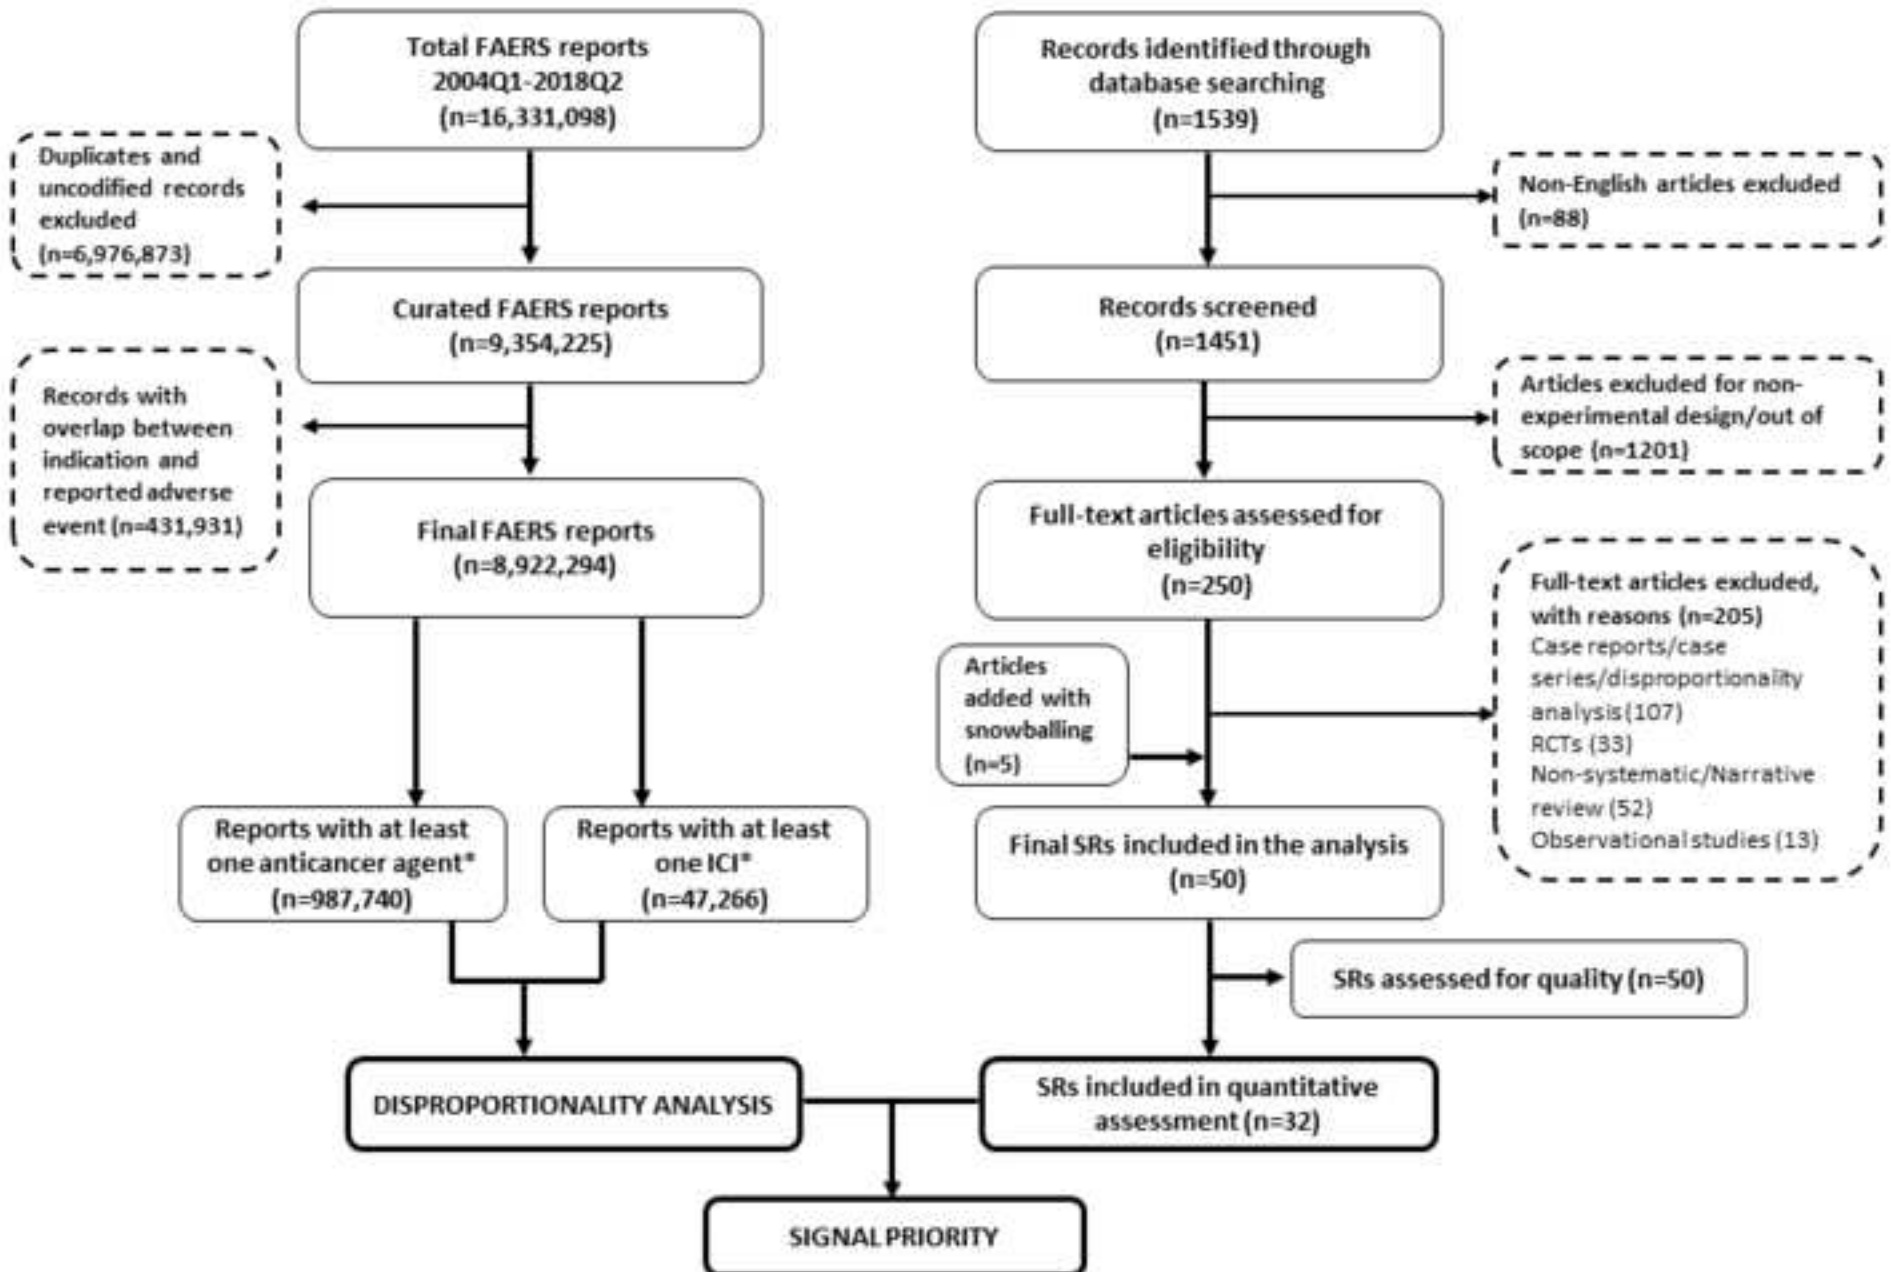 Total FAERS reports
2004Q1-2018Q2
(n=16,331,098)
Duplicates and
uncodified records
excluded
(n=6,976,873)
Curated FAERS reports
(n=9,354,225)
Records with
overlap between
indication and
reported adverse
event (n=431,931)
Final FAERS reports
(n=8,922,294)
Reports with at least
one anticancer agent*
(n=987,740)
Reports with at least
one ICI*
(n=47,266)
DISPROPORTIONALITY ANALYSIS
Records identified through
database searching
(n=1539)
Non-English articles excluded
(n=88)
Records screened
(n=1451)
Articles excluded for non-
experimental design/out of
scope (n=1201)
Full-text articles assessed for
eligibility
(n=250)
Full-text articles excluded,
with reasons (n=205)
Case reports/case
series/disproportionality
analysis (107)
RCTs (33)
Non-systematic/Narrative
review (52)
Observational studies (13)
Articles
added with
snowballing
(n=5)
Final SRs included in the analysis
(n=50)
SRs assessed for quality (n=50)
SRs included in quantitative
assessment (n=32)
SIGNAL PRIORITY